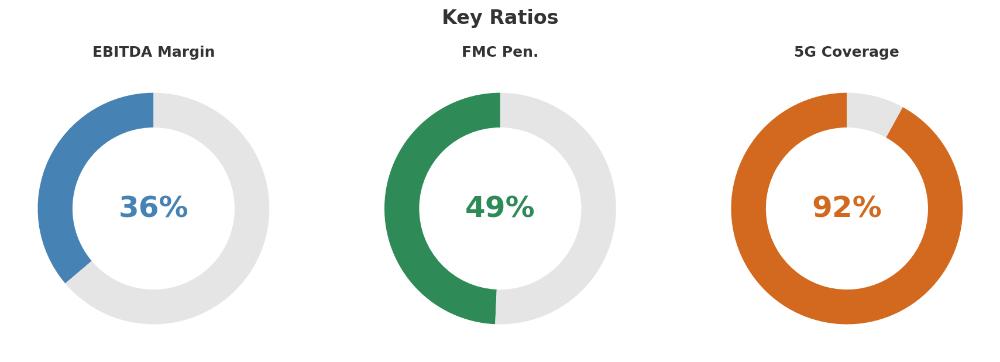 Key Ratios
EBITDA Margin
FMC Pen.
5G Coverage
36%
49%
92%